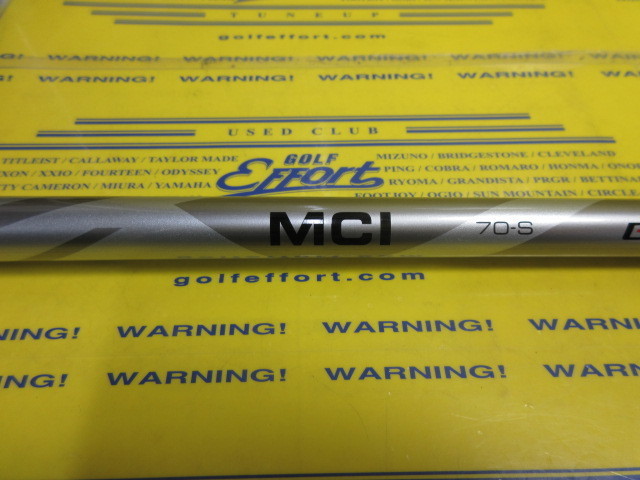 TUNEUP
golfeffort.com
WARNING! WARNING! WARNING!
WARNING! WARNING! WARNING! WARNING!
USED CLUB
TITLEIST / CALLAWAY / TAYLOR MADE GOLF MIZUNO / BRIDGESTONE / CLEVELAND
XXIO / FOURTEEN / ODYSSEY Effort PING / COBRA / ROMARO / HONMA
CAMERON / MIURA / YAMAHA RYOMA / GRANDISTA / PRGR
FOOTJOY / OGIO / SUN MOUNTAIN / CIRCLE
MCI 70-S
golfeffort.com
WARNING! WARNING! WARNING!
WARNING! WARNING! WARNING! WARNING!